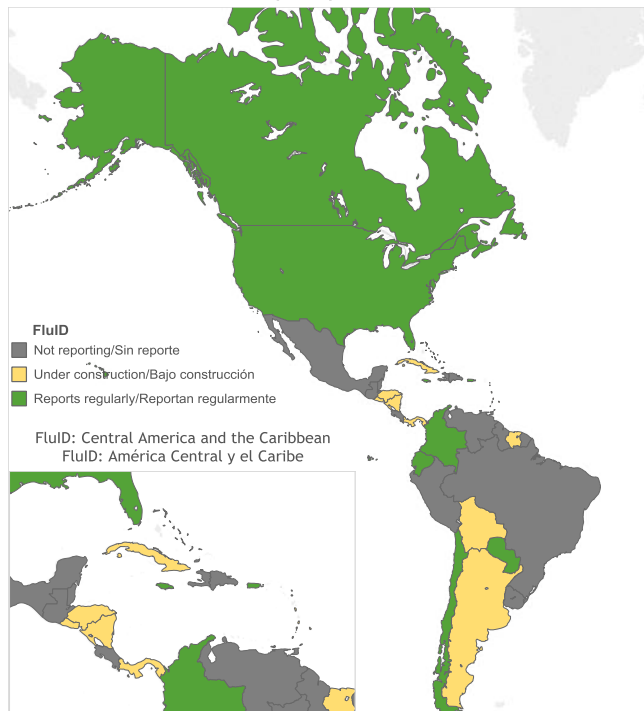 FluID
Not reporting/Sin reporte
Under construction/Bajo construcción
Reports regularly/Reportan regularmente
FluID: Central America and the Caribbean
FluID: América Central y el Caribe